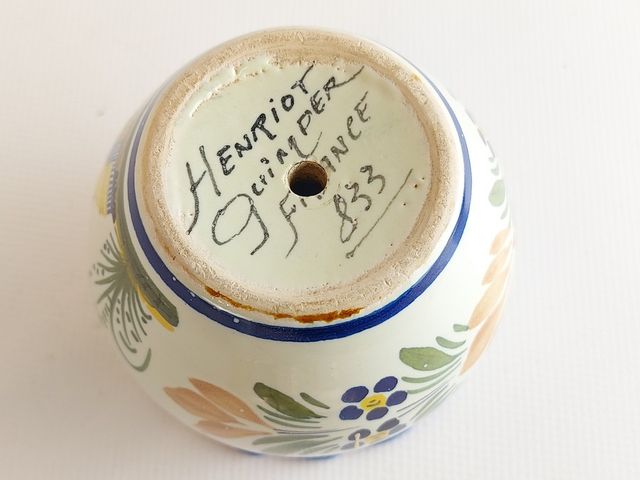 HENRIOT
QUIMPER
FRANCE
833